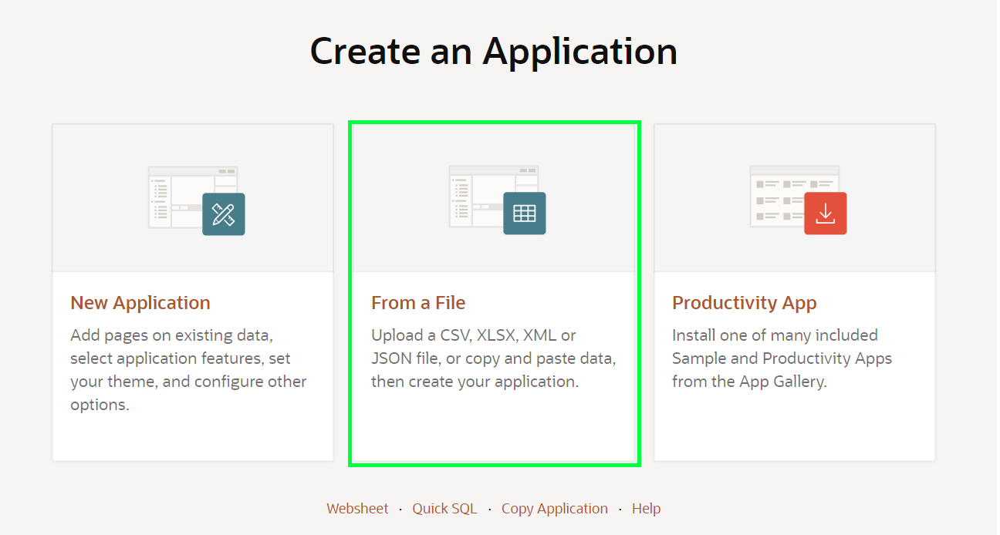 Create an Application
New Application
Add pages on existing data,
select application features, set
your theme, and configure other
options.
From a File
Upload a CSV, XLSX, XML or
JSON file, or copy and paste data,
then create your application.
Productivity App
Install one of many included
Sample and Productivity Apps
from the App Gallery.
Websheet · Quick SQL · Copy Application · Help